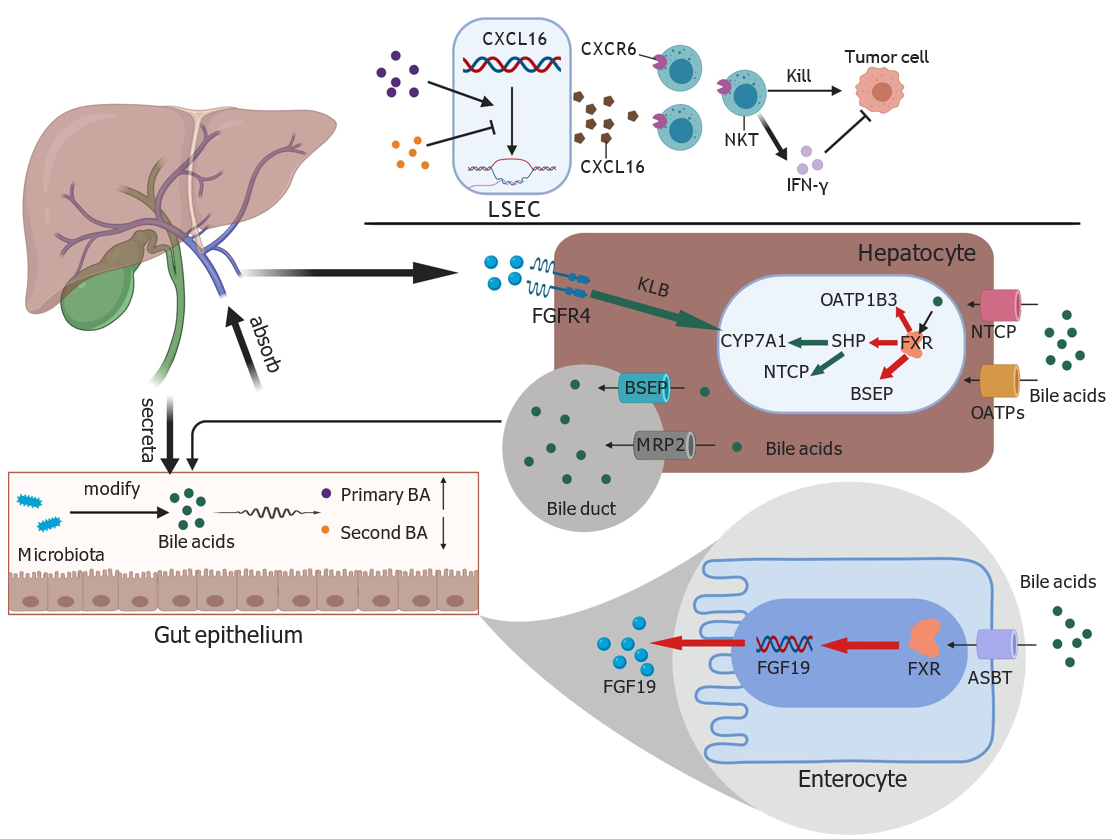 CXCL16
CXCR6
Tumor cell
Kill
NKT
CXCL16
IFN-γ
LSEC
Hepatocyte
KLB
FGFR4
OATP1B3
NTCP
CYP7A1
SHP
FXR
NTCP
BSEP
Bile acids
OATPs
BSEP
MRP2
Bile acids
Bile duct
absorb
secreta
modify
Primary BA
Second BA
Microbiota
Bile acids
Gut epithelium
Bile acids
FGF19
FXR
ASBT
FGF19
Enterocyte